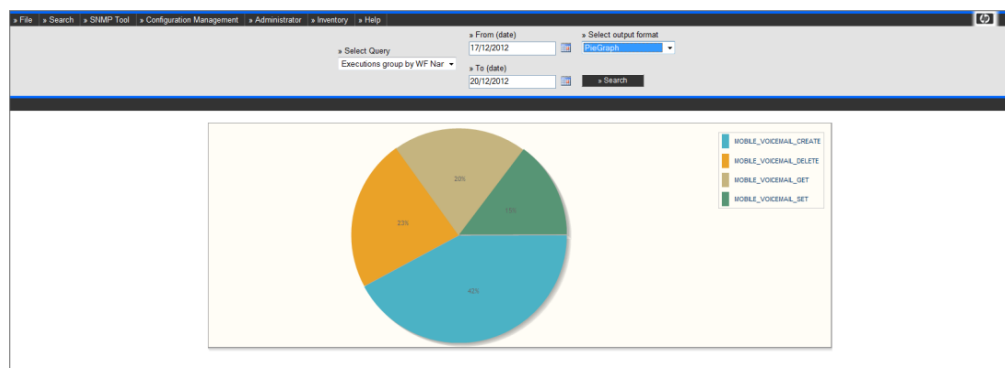 » File » Search » SNMP Tool » Configuration Management » Administrator » Inventory » Help
hp
» From (date)
» Select output format
17/12/2012
PieGraph
» Select Query
Executions group by WF Nar
» To (date)
20/12/2012
» Search
MOBILE_VOICEMAIL_CREATE
MOBILE_VOICEMAIL_DELETE
MOBILE_VOICEMAIL_GET
MOBILE_VOICEMAIL_SET
20%
23%
42%